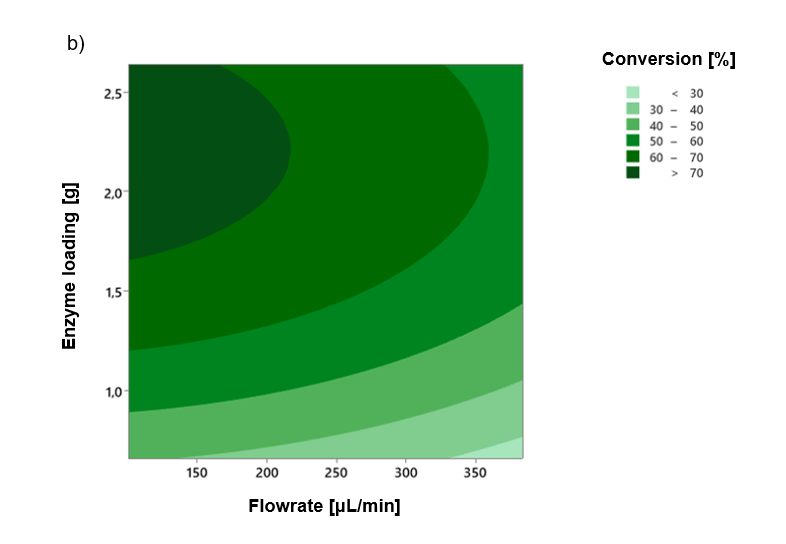 b)
Conversion [%]
< 30
30 – 40
40 – 50
50 – 60
60 – 70
> 70
Enzyme loading [g]
2,5
2,0
1,5
1,0
150 200 250 300 350
Flowrate [µL/min]